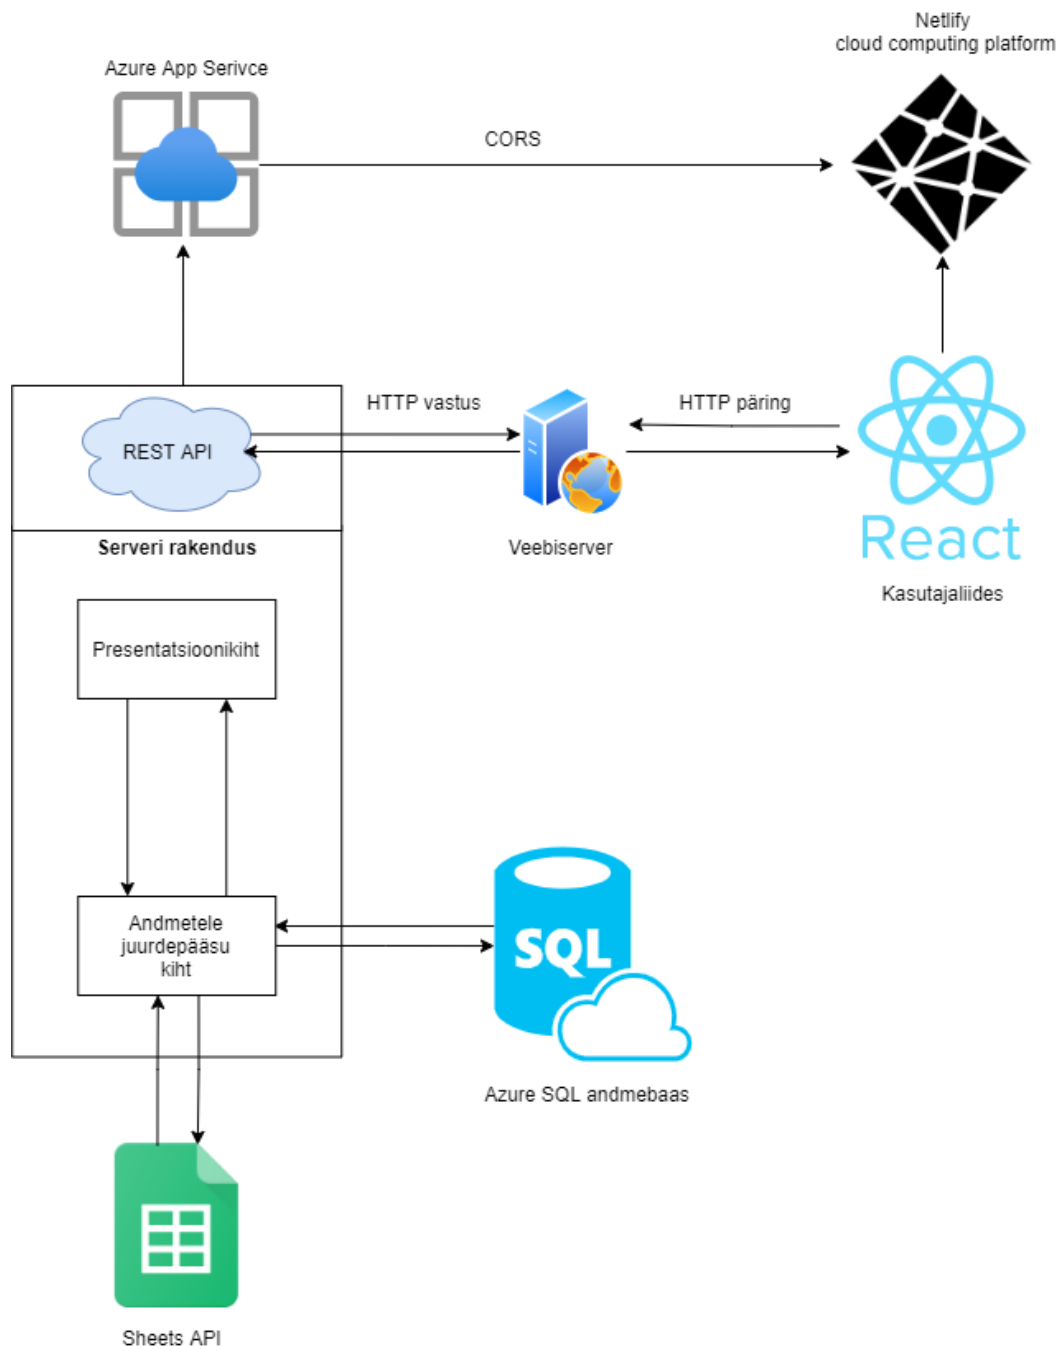 Netlify
cloud computing platform
Azure App Serivce
CORS
HTTP vastus
HTTP päring
REST API
React
Serveri rakendus
Veebiserver
Kasutajaliides
Presentatsioonikiht
Andmetele
juurdepääsu
kiht
SQL
Azure SQL andmebaas
Sheets API